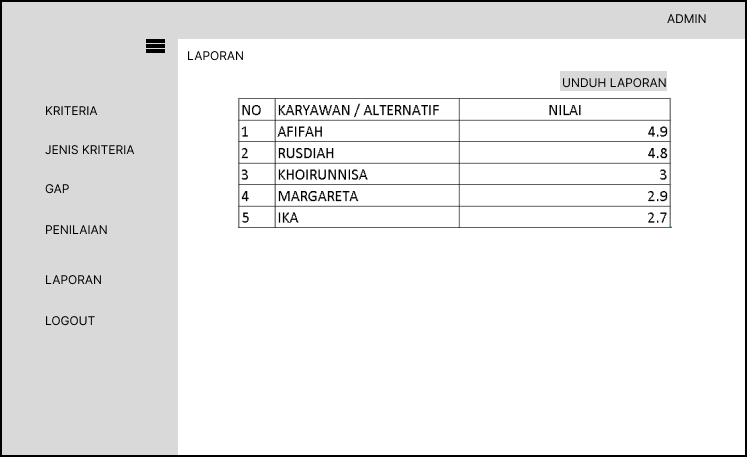 ADMIN
LAPORAN
UNDUH LAPORAN
KRITERIA
JENIS KRITERIA
GAP
PENILAIAN
LAPORAN
LOGOUT
NO KARYAWAN / ALTERNATIF NILAI
1 AFIFAH 4.9
2 RUSDIAH 4.8
3 KHOIRUNNISA 3
4 MARGARETA 2.9
5 IKA 2.7